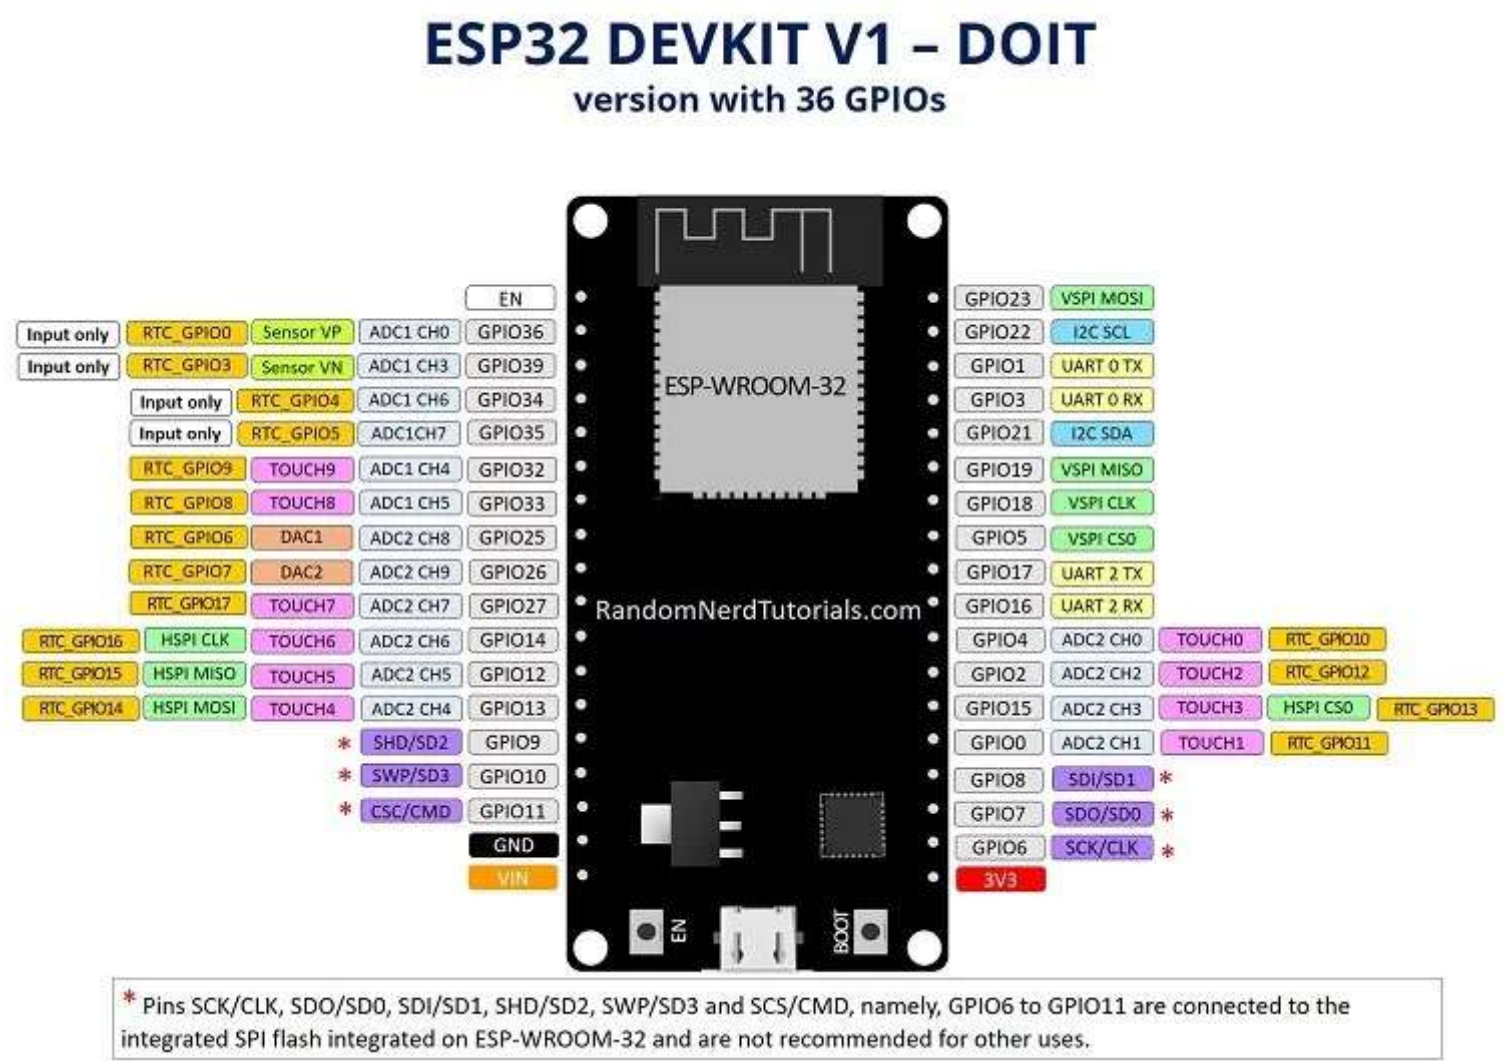 ESP32 DEVKIT V1 – DOIT
version with 36 GPIOs
EN
GPIO23 VSPI MOSI
Input only RTC_GPIO0 Sensor VP ADC1 CH0 GPIO36
GPIO22 I2C SCL
Input only RTC_GPIO3 Sensor VN ADC1 CH3 GPIO39
GPIO1 UART 0 TX
ESP-WROOM-32
Input only RTC_GPIO4 ADC1 CH6 GPIO34
GPIO3 UART 0 RX
Input only RTC_GPIO5 ADC1CH7 GPIO35
GPIO21 I2C SDA
RTC_GPIO9 TOUCH9 ADC1 CH4 GPIO32
GPIO19 VSPI MISO
RTC_GPIO8 TOUCH8 ADC1 CH5 GPIO33
GPIO18 VSPI CLK
RTC_GPIO6 DAC1 ADC2 CH8 GPIO25
GPIO5 VSPI CS0
RTC_GPIO7 DAC2 ADC2 CH9 GPIO26
GPIO17 UART 2 TX
RTC_GPIO17 TOUCH7 ADC2 CH7 GPIO27
RandomNerdTutorials.com
GPIO16 UART 2 RX
RTC_GPIO16 HSPI CLK TOUCH6 ADC2 CH6 GPIO14
GPIO4 ADC2 CH0 TOUCH0 RTC_GPIO10
RTC_GPIO15 HSPI MISO TOUCH5 ADC2 CH5 GPIO12
GPIO2 ADC2 CH2 TOUCH2 RTC_GPIO12
RTC_GPIO14 HSPI MOSI TOUCH4 ADC2 CH4 GPIO13
GPIO15 ADC2 CH3 TOUCH3 HSPI CS0 RTC_GPIO13
* SHD/SD2 GPIO9
GPIO0 ADC2 CH1 TOUCH1 RTC_GPIO11
* SWP/SD3 GPIO10
GPIO8 SDI/SD1 *
* CSC/CMD GPIO11
GPIO7 SDO/SD0 *
GND
GPIO6 SCK/CLK *
VIN
3V3
EN
BOOT
* Pins SCK/CLK, SDO/SD0, SDI/SD1, SHD/SD2, SWP/SD3 and SCS/CMD, namely, GPIO6 to GPIO11 are connected to the
integrated SPI flash integrated on ESP-WROOM-32 and are not recommended for other uses.